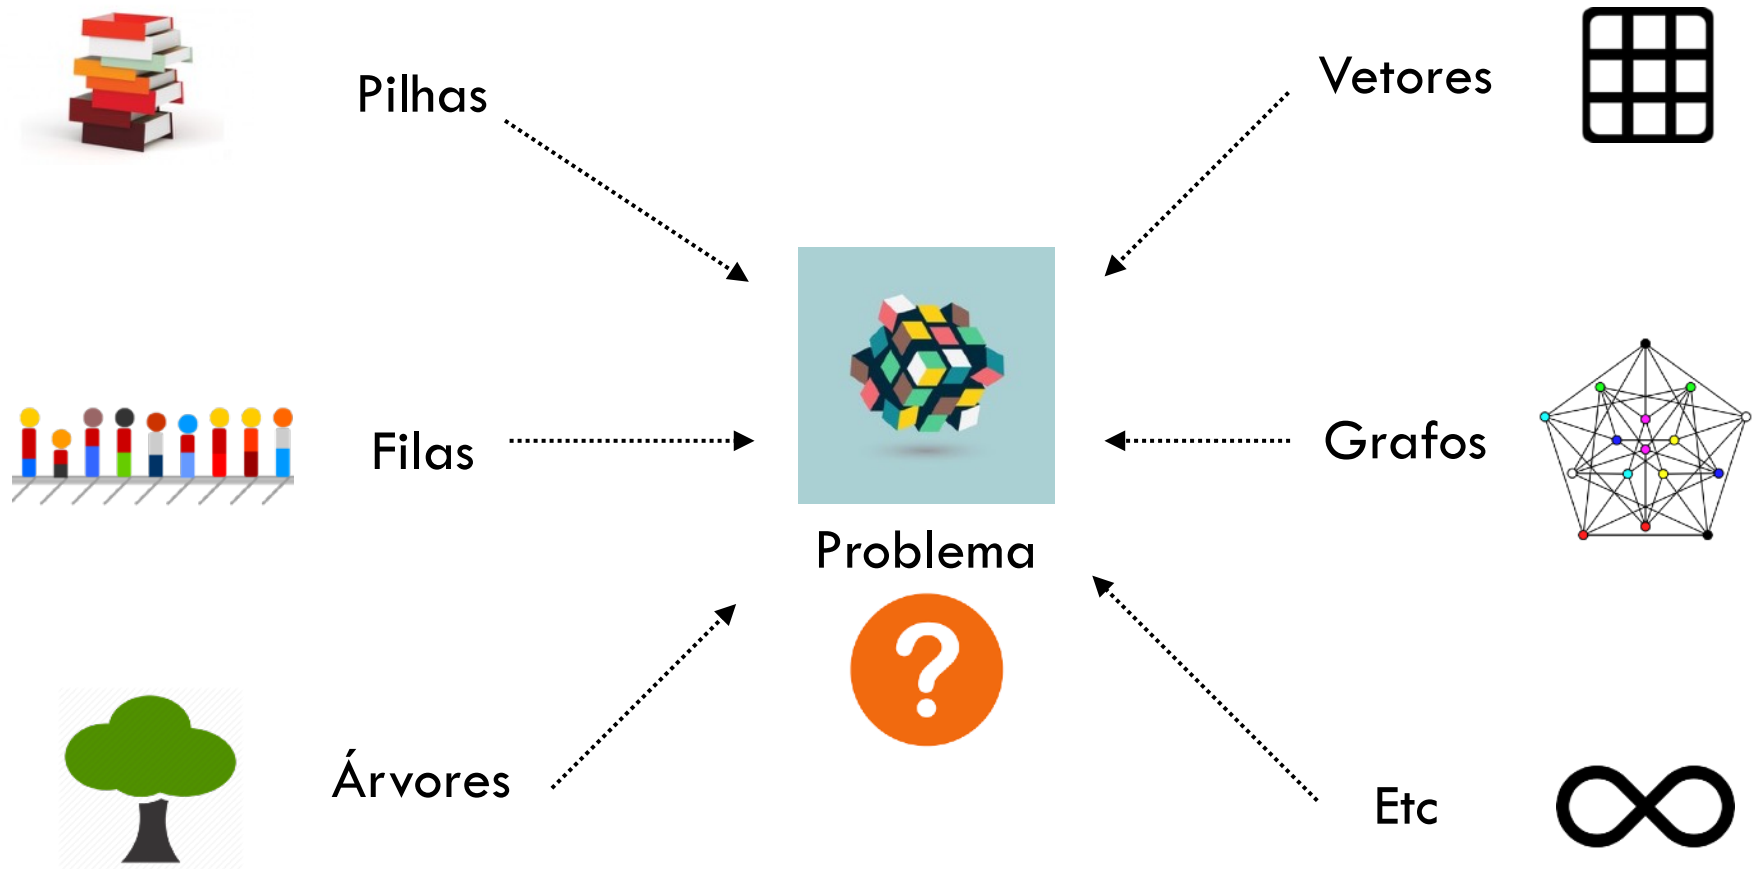 Pilhas
Vetores
Filas
Grafos
Problema
?
Árvores
Etc